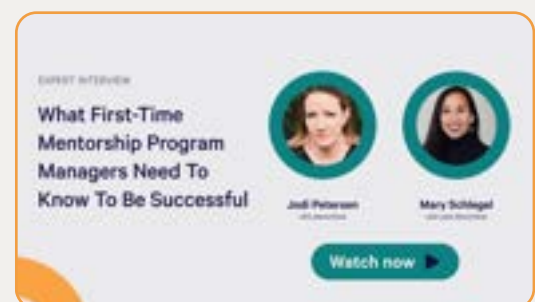 EXPERT INTERVIEW
What First-Time
Mentorship Program
Managers Need To
Know To Be Successful
Jodi Petersen
Mary Schlegel
Watch now